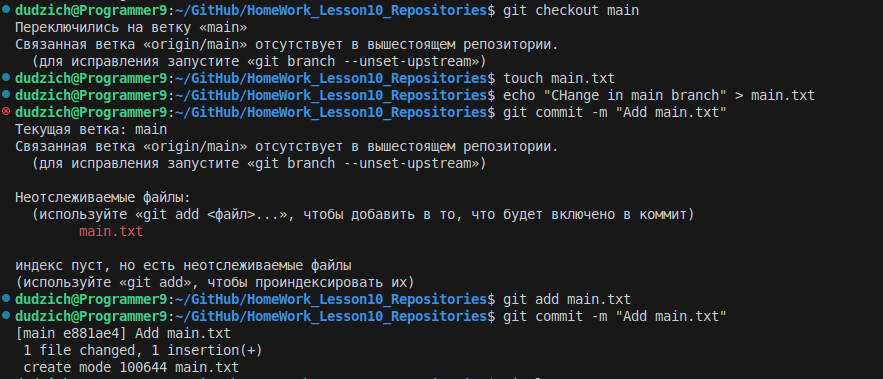 dudzich@Programmer9:~/GitHub/HomeWork_Lesson10_Repositories$ git checkout main
Переключились на ветку «main»
Связанная ветка «origin/main» отсутствует в вышестоящем репозитории.
  (для исправления запустите «git branch --unset-upstream»)
dudzich@Programmer9:~/GitHub/HomeWork_Lesson10_Repositories$ touch main.txt
dudzich@Programmer9:~/GitHub/HomeWork_Lesson10_Repositories$ echo "CHange in main branch" > main.txt
dudzich@Programmer9:~/GitHub/HomeWork_Lesson10_Repositories$ git commit -m "Add main.txt"
Текущая ветка: main
Связанная ветка «origin/main» отсутствует в вышестоящем репозитории.
  (для исправления запустите «git branch --unset-upstream»)
Неотслеживаемые файлы:
  (используйте «git add <файл>...», чтобы добавить в то, что будет включено в коммит)
        main.txt
индекс пуст, но есть неотслеживаемые файлы
(используйте «git add», чтобы проиндексировать их)
dudzich@Programmer9:~/GitHub/HomeWork_Lesson10_Repositories$ git add main.txt
dudzich@Programmer9:~/GitHub/HomeWork_Lesson10_Repositories$ git commit -m "Add main.txt"
[main e881ae4] Add main.txt
 1 file changed, 1 insertion(+)
 create mode 100644 main.txt